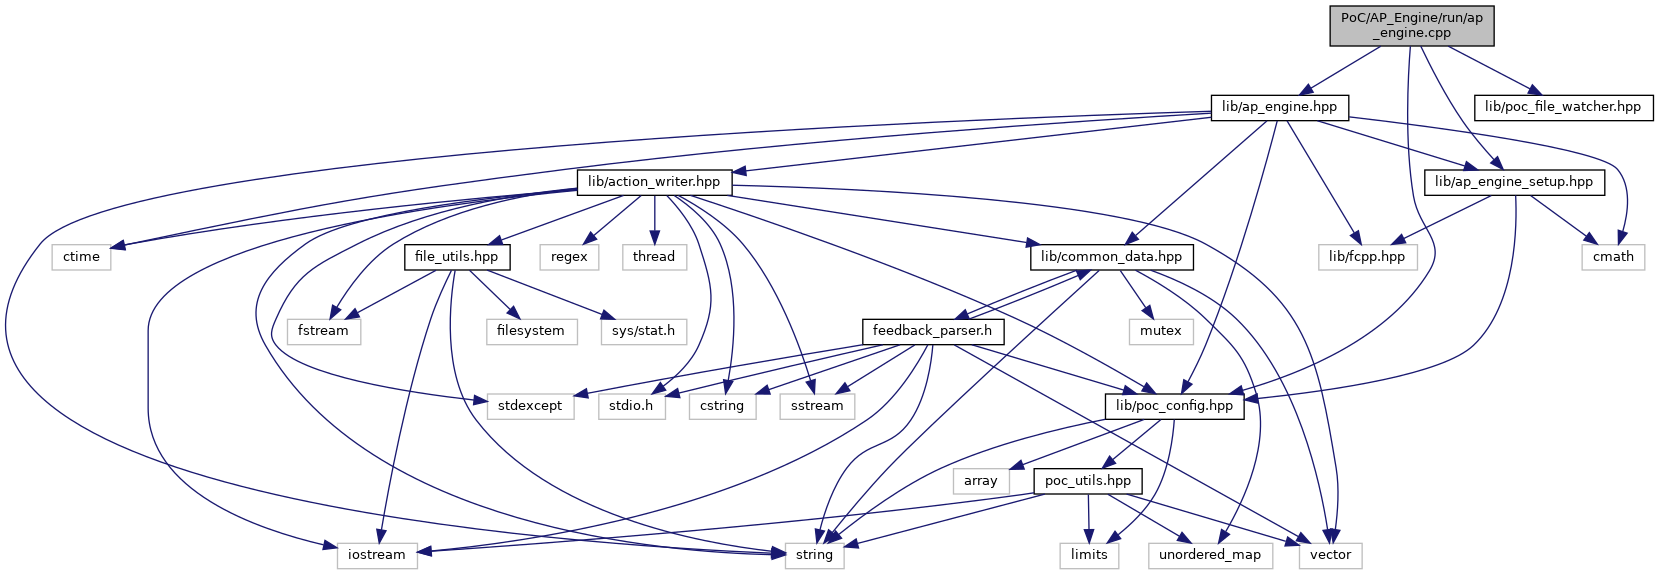 PoC/AP_Engine/run/ap
_engine.cpp
lib/ap_engine.hpp
lib/poc_file_watcher.hpp
lib/action_writer.hpp
lib/ap_engine_setup.hpp
ctime
file_utils.hpp
regex
thread
lib/common_data.hpp
lib/fcpp.hpp
cmath
fstream
filesystem
sys/stat.h
feedback_parser.h
mutex
stdexcept
stdio.h
cstring
sstream
lib/poc_config.hpp
array
poc_utils.hpp
iostream
string
limits
unordered_map
vector